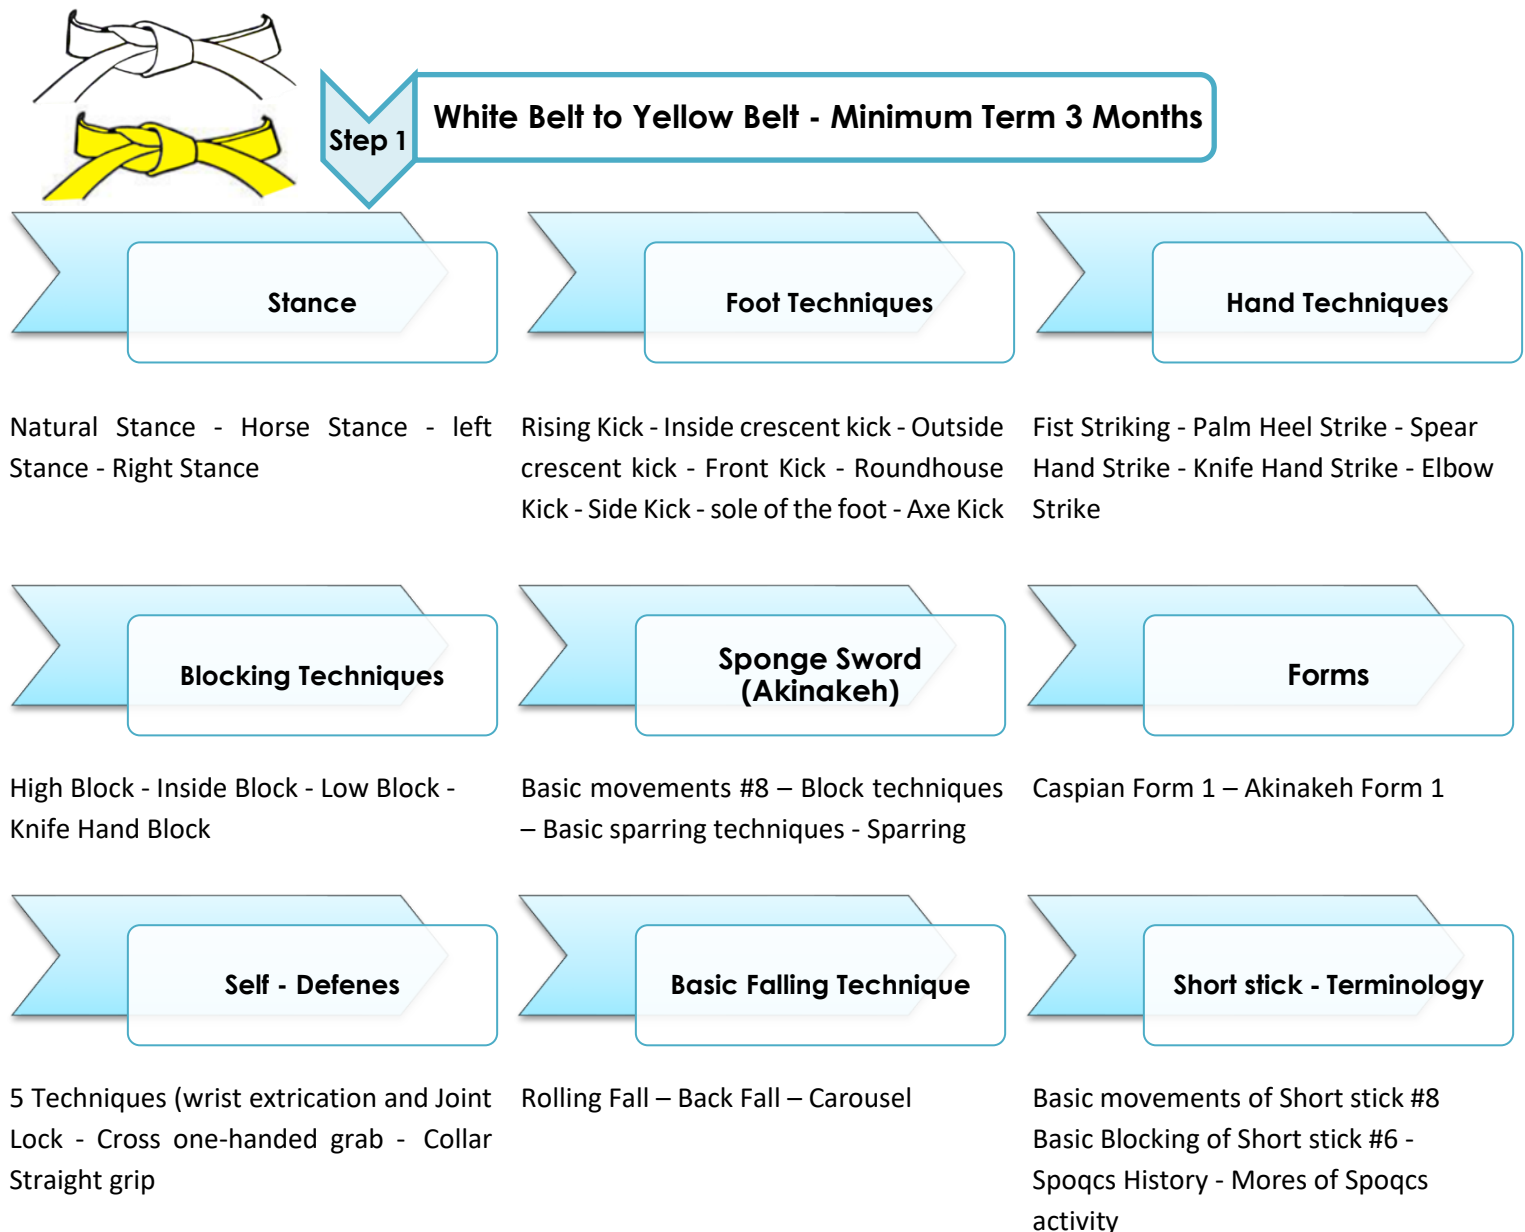 Step 1
White Belt to Yellow Belt - Minimum Term 3 Months
Stance
Natural Stance - Horse Stance - left
Stance - Right Stance
Foot Techniques
Rising Kick - Inside crescent kick - Outside
crescent kick - Front Kick - Roundhouse
Kick - Side Kick - sole of the foot - Axe Kick
Hand Techniques
Fist Striking - Palm Heel Strike - Spear
Hand Strike - Knife Hand Strike - Elbow
Strike
Blocking Techniques
High Block - Inside Block - Low Block -
Knife Hand Block
Sponge Sword
(Akinakeh)
Basic movements #8 – Block techniques
– Basic sparring techniques - Sparring
Forms
Caspian Form 1 – Akinakeh Form 1
Self - Defenes
5 Techniques (wrist extrication and Joint
Lock - Cross one-handed grab - Collar
Straight grip
Basic Falling Technique
Rolling Fall – Back Fall – Carousel
Short stick - Terminology
Basic movements of Short stick #8
Basic Blocking of Short stick #6 -
Spoqcs History - Mores of Spoqcs
activity